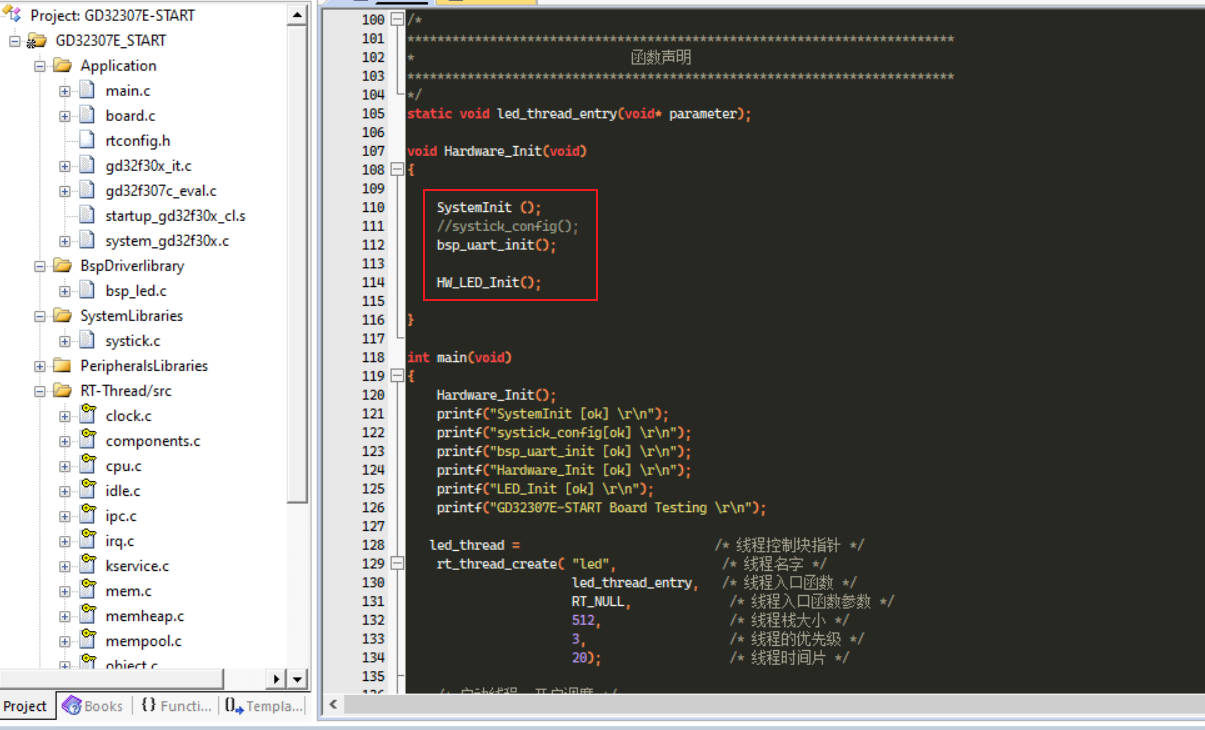 Project: GD32307E-START
GD32307E_START
Application
main.c
board.c
rtconfig.h
gd32f30x_it.c
gd32f307c_eval.c
startup_gd32f30x_cl.s
system_gd32f30x.c
BspDriverlibrary
bsp_led.c
SystemLibraries
systick.c
PeripheralsLibraries
RT-Thread/src
clock.c
components.c
cpu.c
idle.c
ipc.c
irq.c
kservice.c
mem.c
memheap.c
mempool.c
object.c
Project
Books
{} Functi...
Templa...
100 /*
101 *************************************************************************
102 * 函数声明
103 *************************************************************************
104 */
105 static void led_thread_entry(void* parameter);
106
107 void Hardware_Init(void)
108 {
109
110 SystemInit ();
111 //systick_config();
112 bsp_uart_init();
113
114 HW_LED_Init();
115
116 }
117
118 int main(void)
119 {
120 Hardware_Init();
121 printf("SystemInit [ok] \r\n");
122 printf("systick_config[ok] \r\n");
123 printf("bsp_uart_init [ok] \r\n");
124 printf("Hardware_Init [ok] \r\n");
125 printf("LED_Init [ok] \r\n");
126 printf("GD32307E-START Board Testing \r\n");
127
128 led_thread = /* 线程控制块指针 */
129 rt_thread_create( "led", /* 线程名字 */
130 led_thread_entry, /* 线程入口函数 */
131 RT_NULL, /* 线程入口函数参数 */
132 512, /* 线程栈大小 */
133 3, /* 线程的优先级 */
134 20); /* 线程时间片 */
135